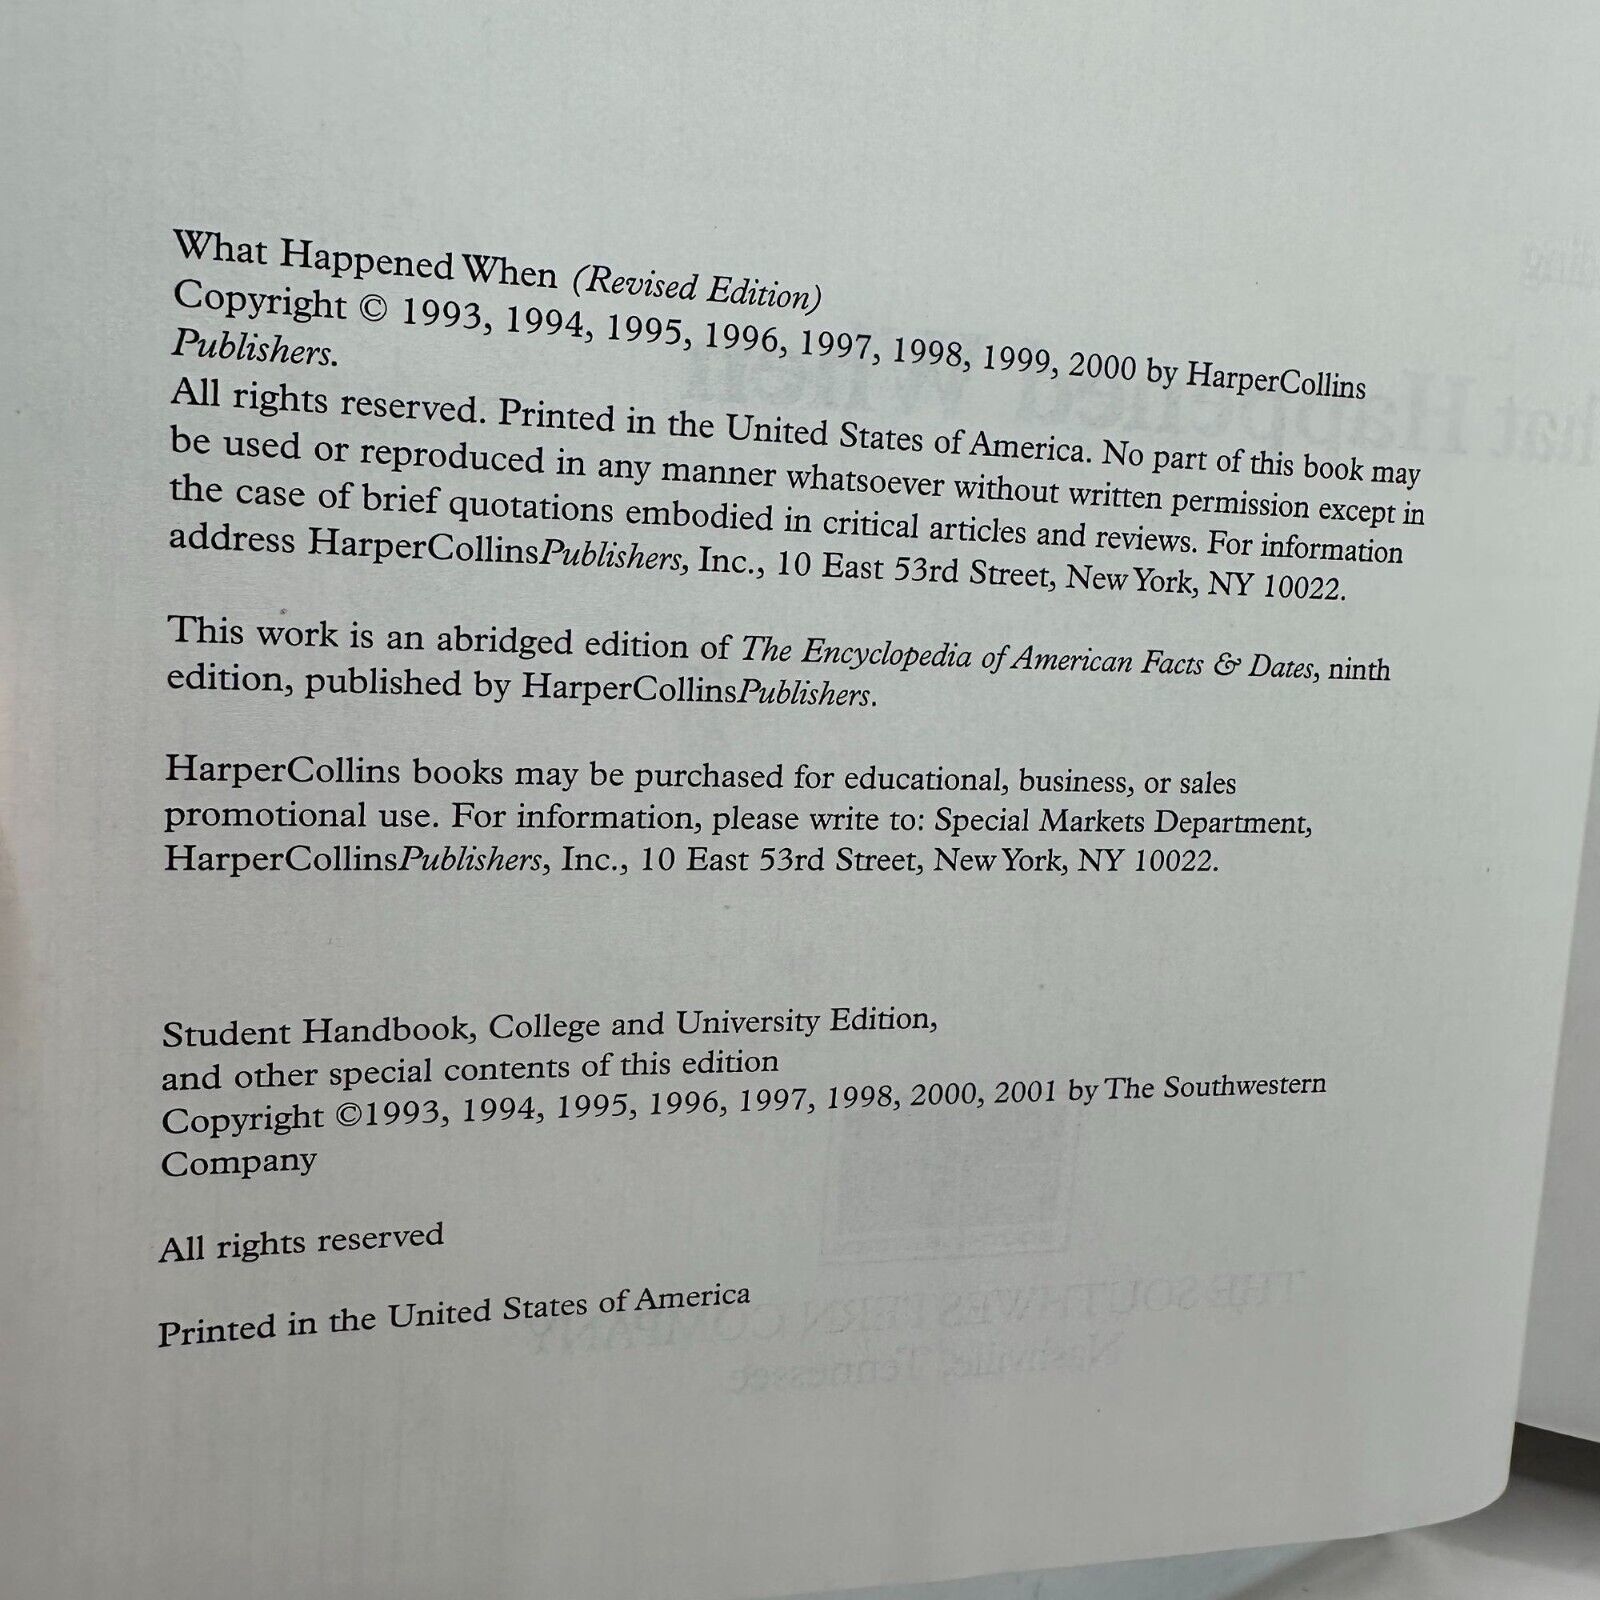 What Happened When (Revised Edition)
Copyright © 1993, 1994, 1995, 1996, 1997, 1998, 1999, 2000 by HarperCollins
Publishers.
All rights reserved. Printed in the United States of America. No part of this book may
be used or reproduced in any manner whatsoever without written permission except in
the case of brief quotations embodied in critical articles and reviews. For information
address HarperCollinsPublishers, Inc., 10 East 53rd Street, New York, NY 10022.
This work is an abridged edition of The Encyclopedia of American Facts & Dates, ninth
edition, published by HarperCollinsPublishers.
HarperCollins books may be purchased for educational, business, or sales
promotional use. For information, please write to: Special Markets Department,
HarperCollinsPublishers, Inc., 10 East 53rd Street, New York, NY 10022.
Student Handbook, College and University Edition,
and other special contents of this edition
Copyright ©1993, 1994, 1995, 1996, 1997, 1998, 2000, 2001 by The Southwestern
Company
All rights reserved
Printed in the United States of America
THE SOUTHWESTERN COMPANY
Nashville, Tennessee